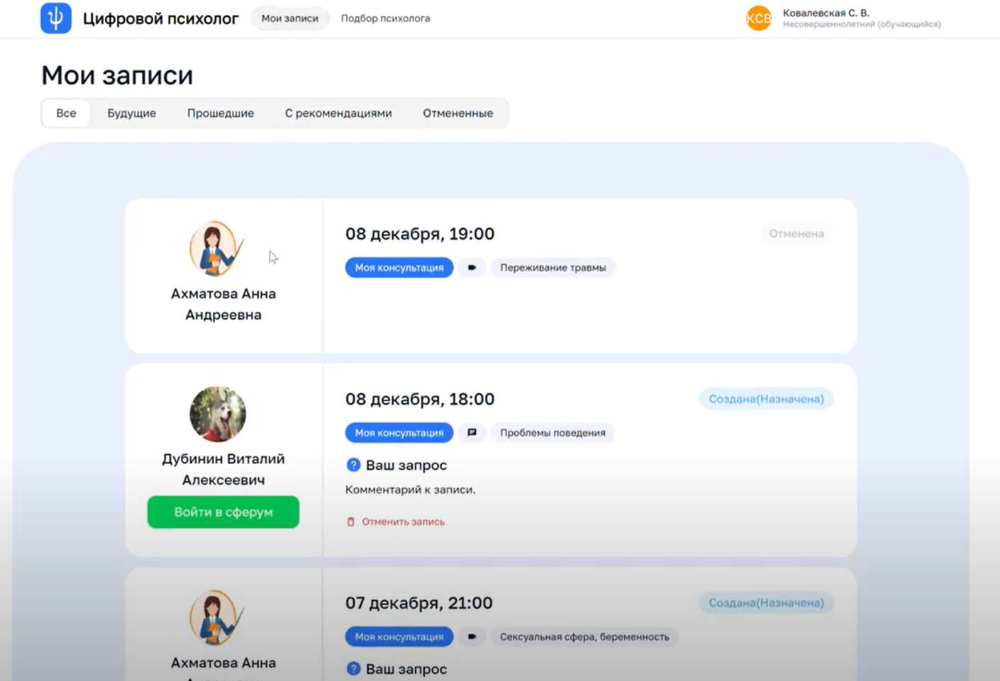 Цифровой психолог
Мои записи
Подбор психолога
КСВ
Ковалевская С. В.
Несовершеннолетний (обучающийся)
Мои записи
Все
Будущие
Прошедшие
С рекомендациями
Отмененные
Ахматова Анна
Андреевна
08 декабря, 19:00
Отменена
Моя консультация
Переживание травмы
Дубинин Виталий
Алексеевич
Войти в сферум
08 декабря, 18:00
Создана(Назначена)
Моя консультация
Проблемы поведения
Ваш запрос
Комментарий к записи.
Отменить запись
Ахматова Анна
07 декабря, 21:00
Создана(Назначена)
Моя консультация
Сексуальная сфера, беременность
Ваш запрос